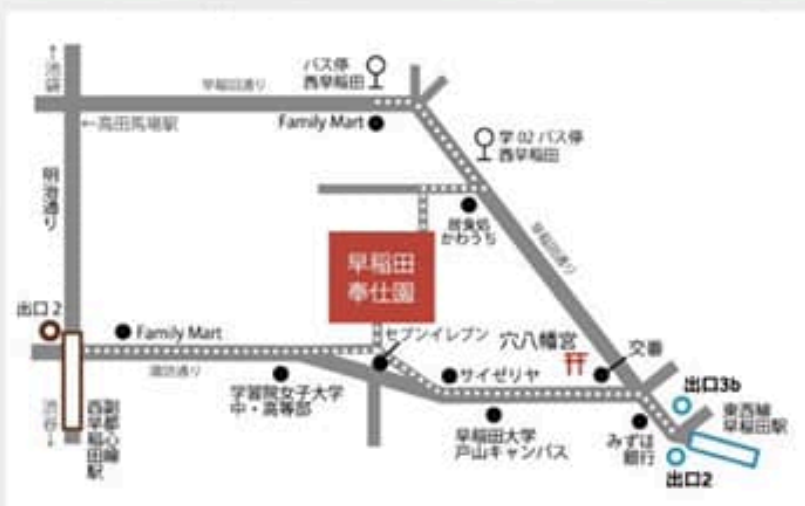 ←池袋
早稲田通り
バス停
西早稲田
←高田馬場駅
Family Mart
学02 バス停
西早稲田
明治通り
居食処
かわうち
早稲田通り
早稲田
奉仕園
出口2
Family Mart
セブンイレブン
穴八幡宮
交番
諏訪通り
学習院女子大学
中・高等部
サイゼリヤ
出口3b
東西線
早稲田駅
渋谷→
副都心線
西早稲田駅
早稲田大学
戸山キャンパス
みずほ
銀行
出口2